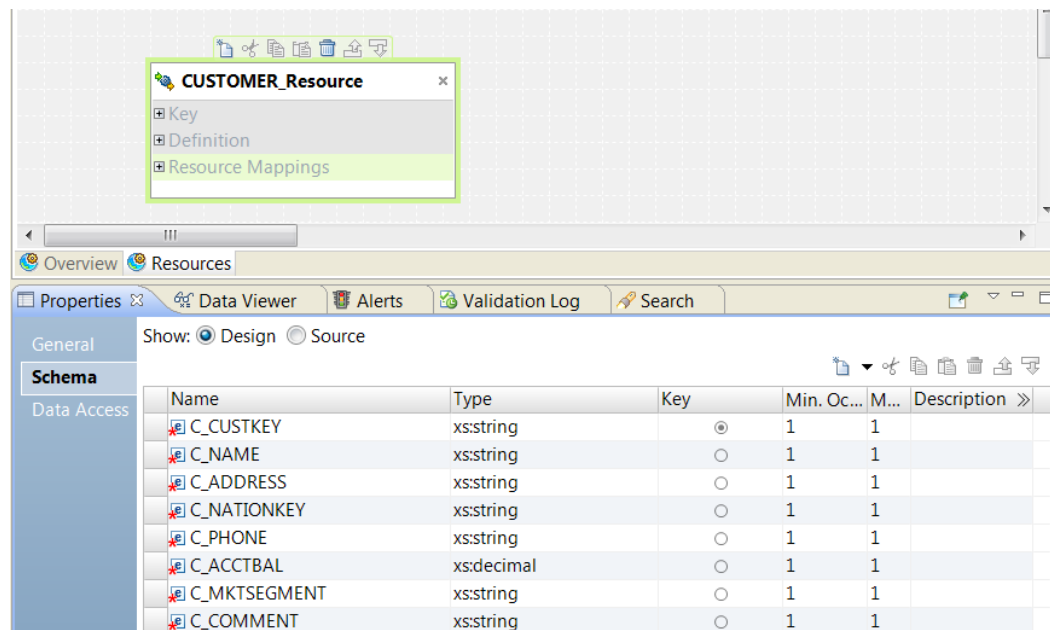 CUSTOMER_Resource
Key
Definition
Resource Mappings
Overview Resources
Properties Data Viewer Alerts Validation Log Search
General
Show: Design Source
Schema
Data Access
Name Type Key Min. Oc... M... Description »
C_CUSTKEY xs:string 1 1
C_NAME xs:string 1 1
C_ADDRESS xs:string 1 1
C_NATIONKEY xs:string 1 1
C_PHONE xs:string 1 1
C_ACCTBAL xs:decimal 1 1
C_MKTSEGMENT xs:string 1 1
C_COMMENT xs:string 1 1